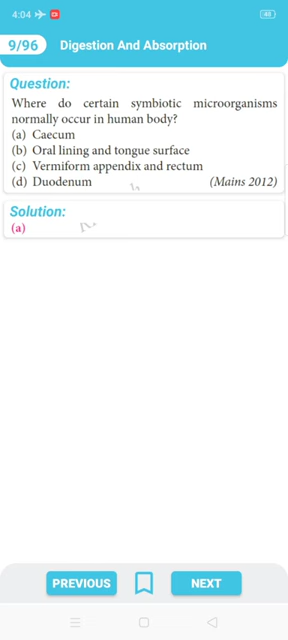 4:04
48
9/96 Digestion And Absorption
Question:
Where do certain symbiotic microorganisms
normally occur in human body?
(a) Caecum
(b) Oral lining and tongue surface
(c) Vermiform appendix and rectum
(d) Duodenum (Mains 2012)
Solution:
(a)
PREVIOUS NEXT